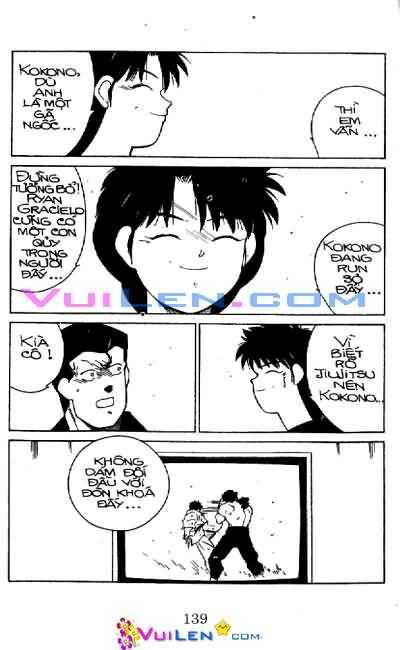 KOKONO,
DÙ
ANH
LÀ MỘT
GÃ
NGỐC...
THÌ
EM
VẪN...
ĐỪNG
TƯỞNG BỞ!
RYAN
GRACIELO
CŨNG CÓ
MỘT CON
QUỶ
TRONG
NGƯỜI
ĐẤY...
KOKONO
ĐANG
RUN
SỢ
ĐẤY...
VUILEN.COM
KÌA
CÔ!
VÌ
BIẾT
RÕ
JIUJITSU
NÊN
KOKONO...
KHÔNG
DÁM ĐỐI
ĐẦU VỚI
ĐÒN KHOÁ
ĐẤY...
139
VUILEN.COM